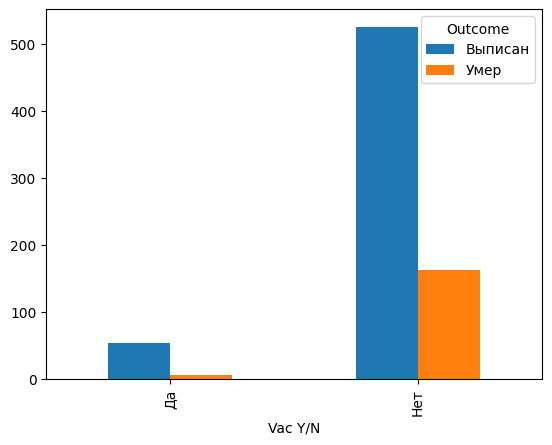 Outcome
Выписан
Умер
500
400
300
200
100
0
Да
Нет
Vac Y/N